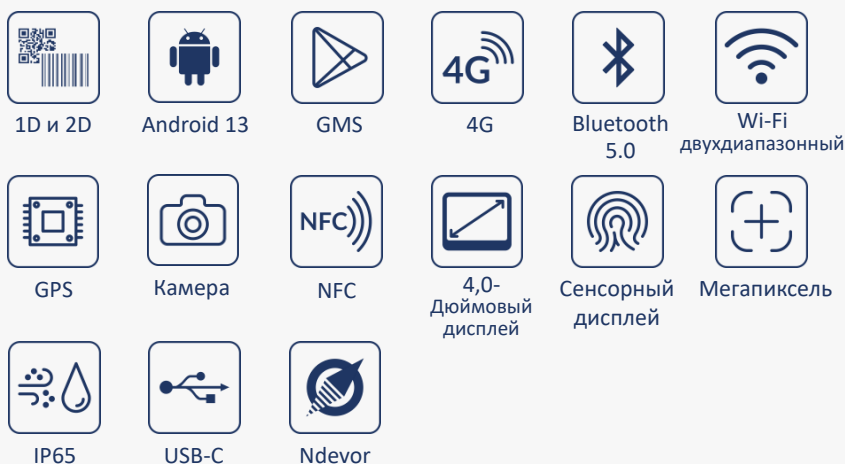 1D и 2D
Android 13
GMS
4G
4G
Bluetooth
5.0
Wi-Fi
двухдиапазонный
GPS
Камера
NFC
NFC
4,0-
Дюймовый
дисплей
Сенсорный
дисплей
Мегапиксель
IP65
USB-C
Ndevor